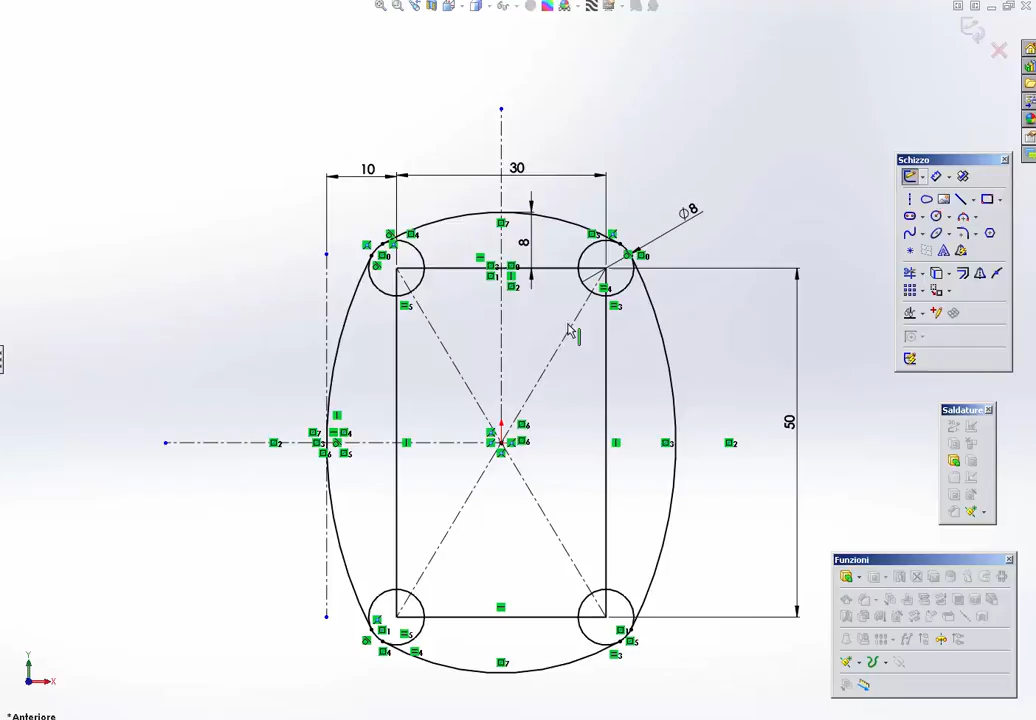 Schizzo
10
30
8
Ø8
50
Saldature
Funzioni
Y
X
*Anteriore